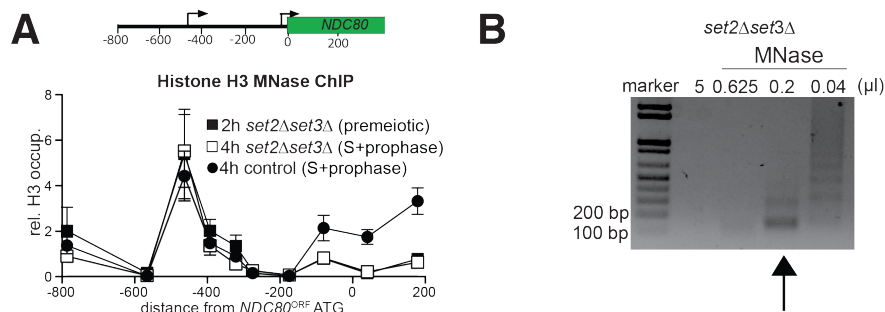 A
NDC80
-800 -600 -400 -200 0 200
Histone H3 MNase ChIP
rel. H3 occup.
8
6
4
2
0
2h set2Δset3Δ (premeiotic)
4h set2Δset3Δ (S+prophase)
4h control (S+prophase)
-800 -600 -400 -200 0 200
distance from NDC80ORF ATG
B
set2Δset3Δ
MNase
marker 5 0.625 0.2 0.04 (µl)
200 bp
100 bp